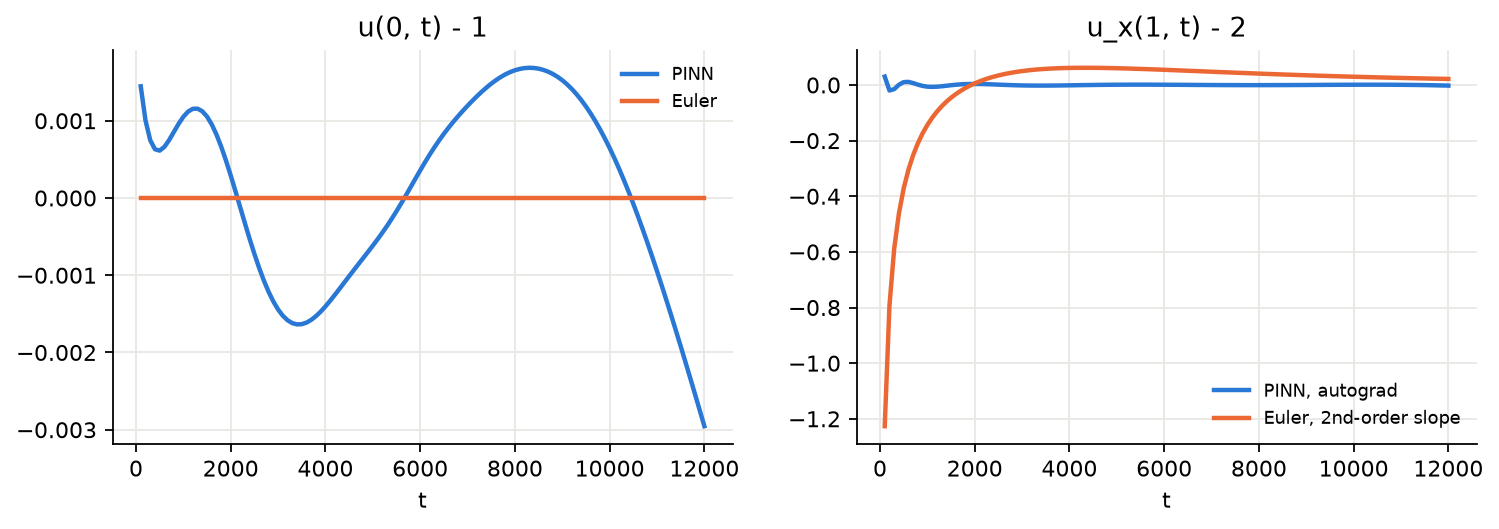 u(0, t) - 1
PINN
Euler
0.001
0.000
−0.001
−0.002
−0.003
0 2000 4000 6000 8000 10000 12000
t
u_x(1, t) - 2
0.0
−0.2
−0.4
−0.6
−0.8
−1.0
−1.2
PINN, autograd
Euler, 2nd-order slope
0 2000 4000 6000 8000 10000 12000
t